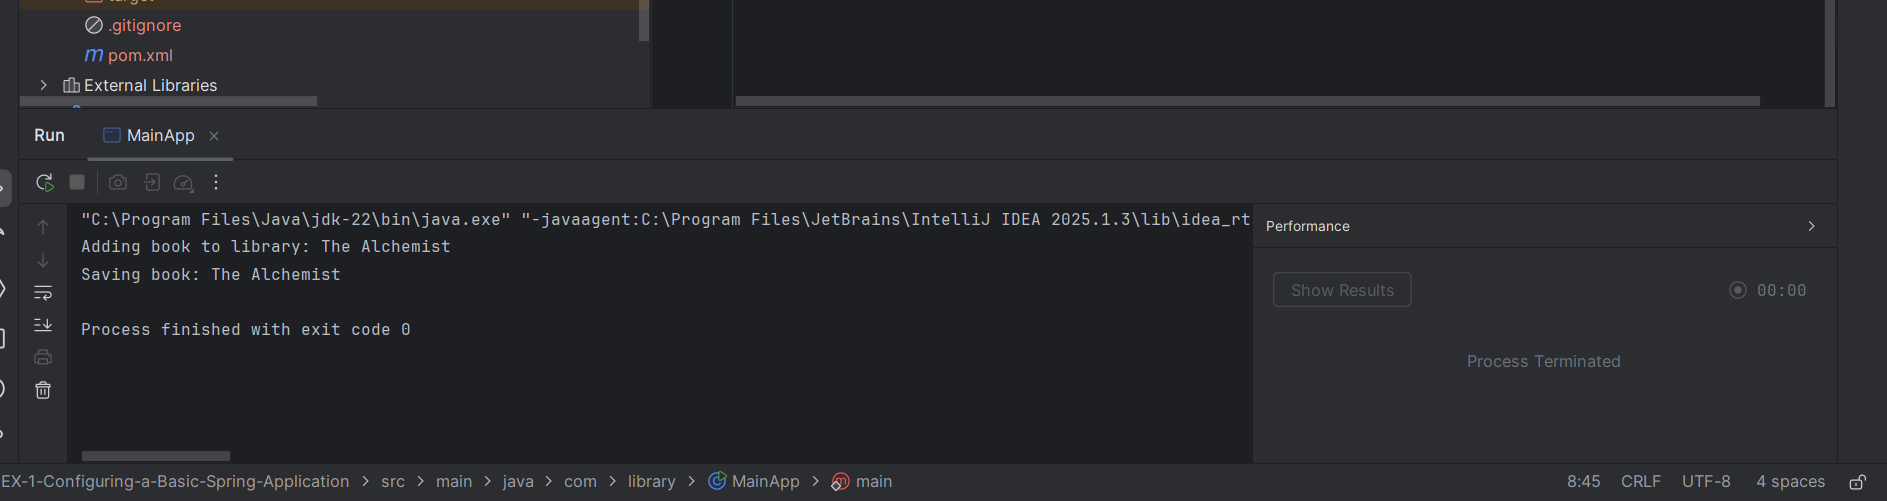 .gitignore
pom.xml
External Libraries
Run
MainApp
"C:\Program Files\Java\jdk-22\bin\java.exe" "-javaagent:C:\Program Files\JetBrains\IntelliJ IDEA 2025.1.3\lib\idea_rt
Adding book to library: The Alchemist
Saving book: The Alchemist
Process finished with exit code 0
Performance
Show Results
00:00
Process Terminated
EX-1-Configuring-a-Basic-Spring-Application > src > main > java > com > library > MainApp > main
8:45 CRLF UTF-8 4 spaces